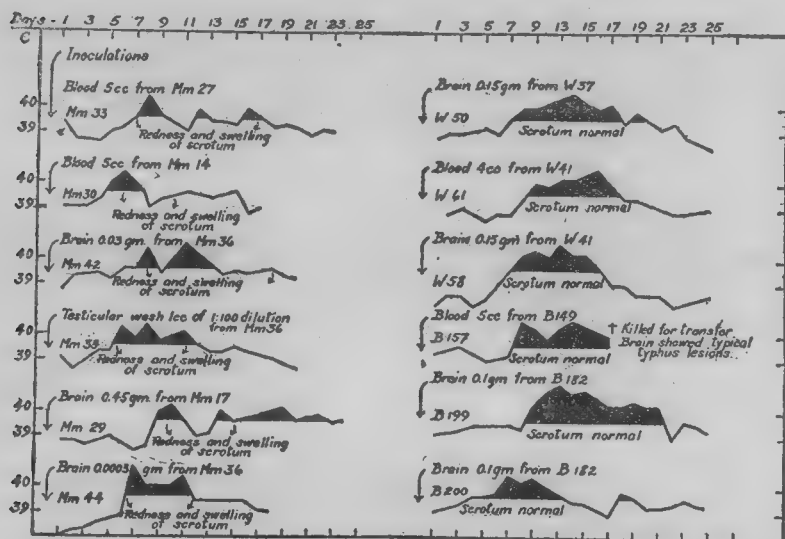 Days - 1 3 5 6 7 9 11 13 15 17 19 21 23 25
1 3 5 7 9 11 13 15 17 19 21 23 25
C
Inoculations
Blood 5cc from Mm 27
40
Mm 33
39
Redness and swelling
of scrotum
Blood 5cc from Mm 14
40
Mm 30
39
Redness and swelling
of scrotum
Brain 0.03 gm. from Mm 36
40
Mm 42
39
Redness and swelling
of scrotum
Testicular wash 1cc of 1:100 dilution
from Mm 36
40
Mm 35
39
Redness and swelling
of scrotum
Brain 0.45 gm. from Mm 17
40
Mm 29
39
Redness and swelling
of scrotum
Brain 0.0003 gm from Mm 36
40
Mm 44
39
Redness and swelling
of scrotum
Brain 0.15 gm from W 37
W 50
Scrotum normal
Blood 4cc from W 41
W 61
Scrotum normal
Brain 0.15 gm from W 41
W 58
Scrotum normal
Blood 5cc from B 149
B 157
Scrotum normal
† Killed for transfer
Brain showed typical
typhus lesions.
Brain 0.1 gm from B 182
B 199
Scrotum normal
Brain 0.1 gm from B 182
B 200
Scrotum normal